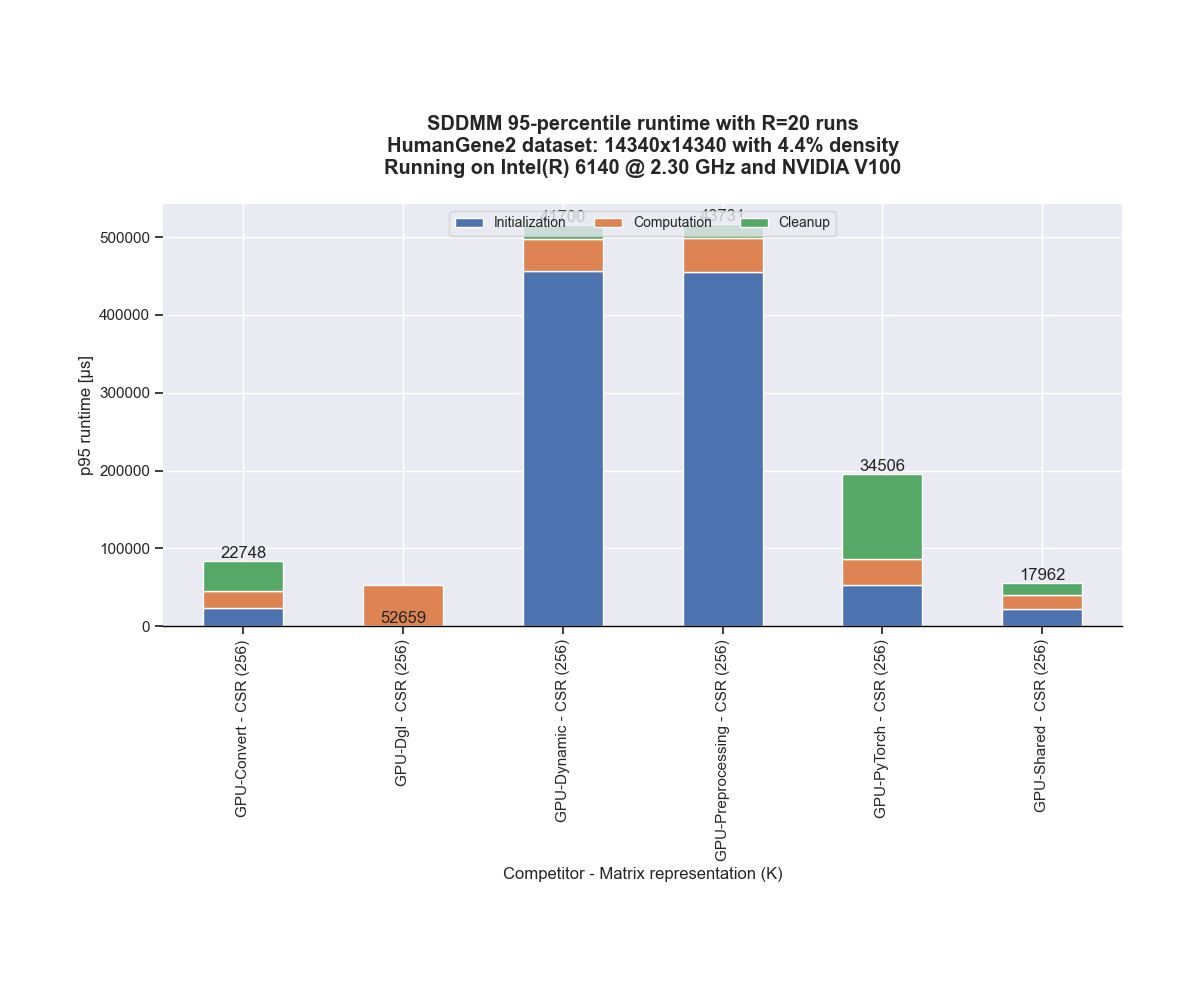 SDDMM 95-percentile runtime with R=20 runs
HumanGene2 dataset: 14340x14340 with 4.4% density
Running on Intel(R) 6140 @ 2.30 GHz and NVIDIA V100
41700
43731
Initialization Computation Cleanup
500000
400000
300000
200000
100000
0
p95 runtime [µs]
22748
52659
34506
17962
GPU-Convert - CSR (256)
GPU-Dgl - CSR (256)
GPU-Dynamic - CSR (256)
GPU-Preprocessing - CSR (256)
GPU-PyTorch - CSR (256)
GPU-Shared - CSR (256)
Competitor - Matrix representation (K)